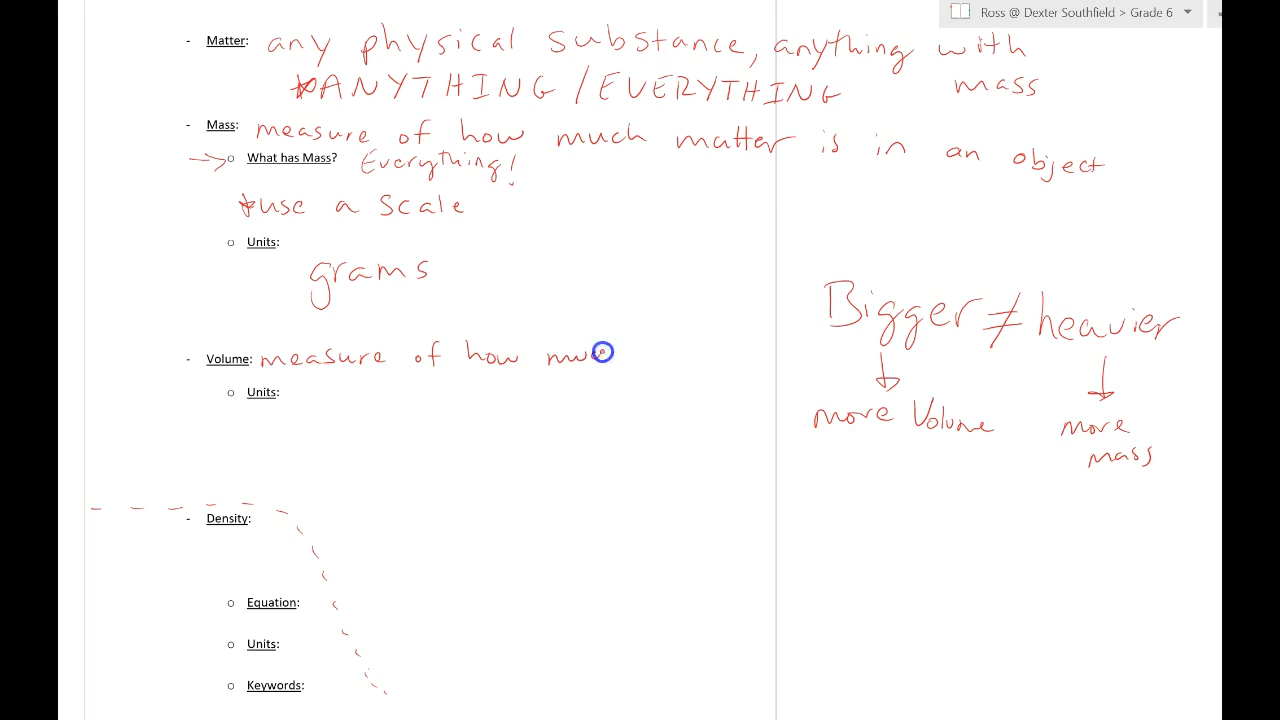 Ross @ Dexter Southfield > Grade 6
- Matter: any physical substance, anything with mass
*ANYTHING / EVERYTHING
- Mass: measure of how much matter is in an object
→ o What has Mass? Everything!
*use a scale
o Units:
grams
Bigger ≠ heavier
more Volume
more mass
- Volume: measure of how mu
o Units:
- Density:
o Equation:
o Units:
o Keywords: